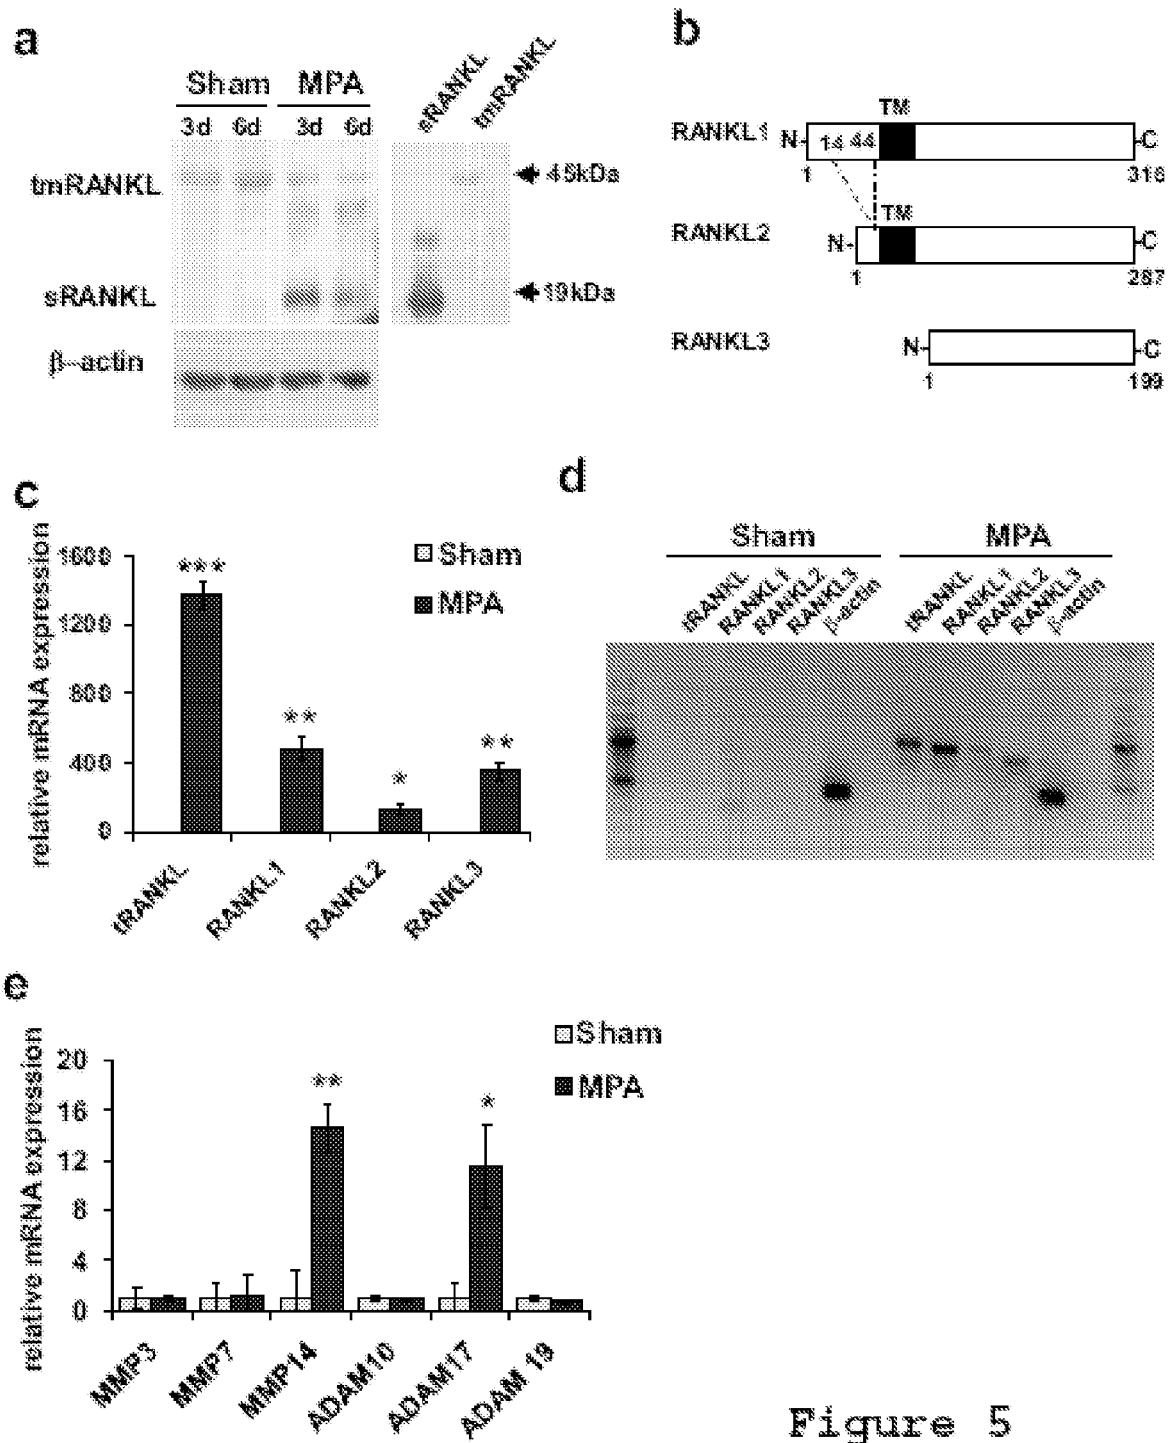 a
Sham MPA
3d 6d 3d 6d
sRANKL
tmRANKL
tmRANKL
45kDa
sRANKL
19kDa
β-actin
b
TM
RANKL1 N- 14 44 -C
1 316
TM
RANKL2 N- -C
1 287
RANKL3 N- -C
1 199
c
relative mRNA expression
1600
1200
800
400
0
***
**
*
**
Sham
MPA
tRANKL
RANKL1
RANKL2
RANKL3
d
Sham MPA
tRANKL
RANKL1
RANKL2
RANKL3
β-actin
tRANKL
RANKL1
RANKL2
RANKL3
β-actin
e
relative mRNA expression
20
16
12
8
4
0
**
*
Sham
MPA
MMP3
MMP7
MMP14
ADAM10
ADAM17
ADAM 19
Figure 5